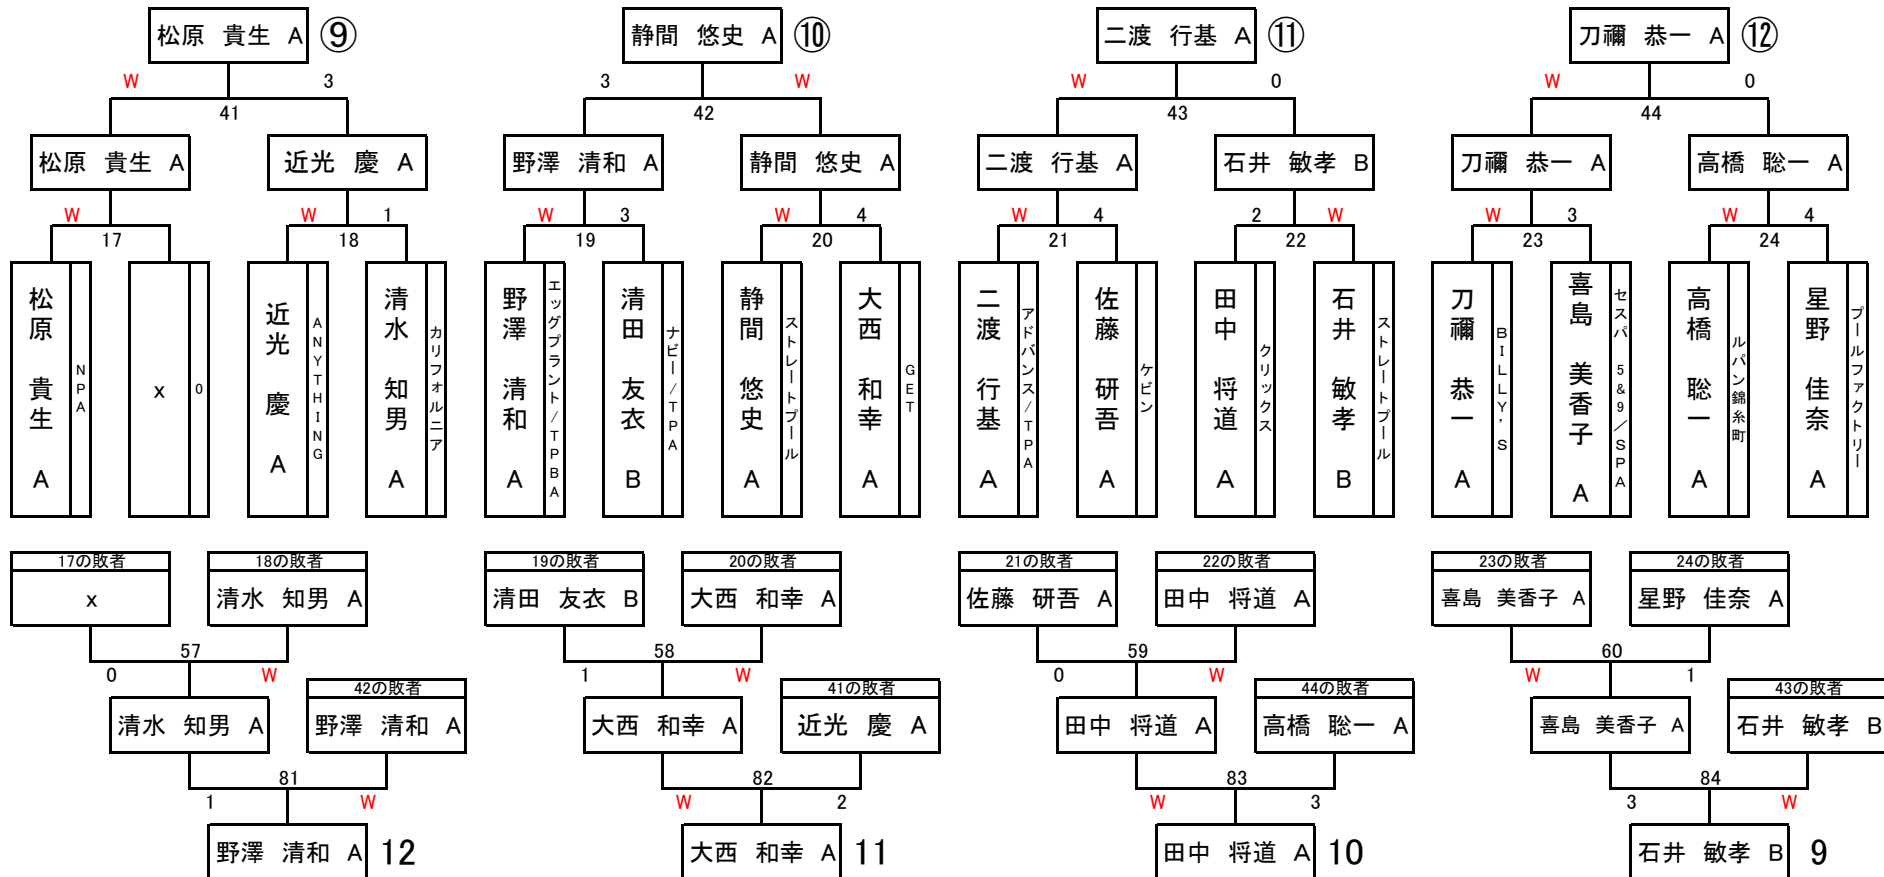 松原 貴生 A ⑨ 静間 悠史 A ⑩ 二渡 行基 A ⑪ 刀禰 恭一 A ⑫
W 3 3 W W 0 W 0
41 42 43 44
松原 貴生 A 近光 慶 A 野澤 清和 A 静間 悠史 A 二渡 行基 A 石井 敏孝 B 刀禰 恭一 A 高橋 聡一 A
W W 1 W 3 W 4 W 4 2 W W 3 W 4
17 18 19 20 21 22 23 24
松原 貴生 A
NPA
x
0
近光 慶 A
ANYTHING
清水 知男 A
カリフォルニア
野澤 清和 A
エッグプラント/TPBA
清田 友衣 B
ナビー/TPA
静間 悠史 A
ストレートプール
大西 和幸 A
GET
二渡 行基 A
アドバンス/TPA
佐藤 研吾 A
ケビン
田中 将道 A
クリックス
石井 敏孝 B
ストレートプール
刀禰 恭一 A
BILLY'S
喜島 美香子 A
セスパ 5&9/SPA
高橋 聡一 A
ルパン錦糸町
星野 佳奈 A
プールファクトリー
17の敗者 18の敗者 19の敗者 20の敗者 21の敗者 22の敗者 23の敗者 24の敗者
x 清水 知男 A 清田 友衣 B 大西 和幸 A 佐藤 研吾 A 田中 将道 A 喜島 美香子 A 星野 佳奈 A
57 58 59 60
0 W 1 W 0 W W 1
42の敗者 41の敗者 44の敗者 43の敗者
清水 知男 A 野澤 清和 A 大西 和幸 A 近光 慶 A 田中 将道 A 高橋 聡一 A 喜島 美香子 A 石井 敏孝 B
81 82 83 84
1 W W 2 W 3 3 W
野澤 清和 A 12 大西 和幸 A 11 田中 将道 A 10 石井 敏孝 B 9